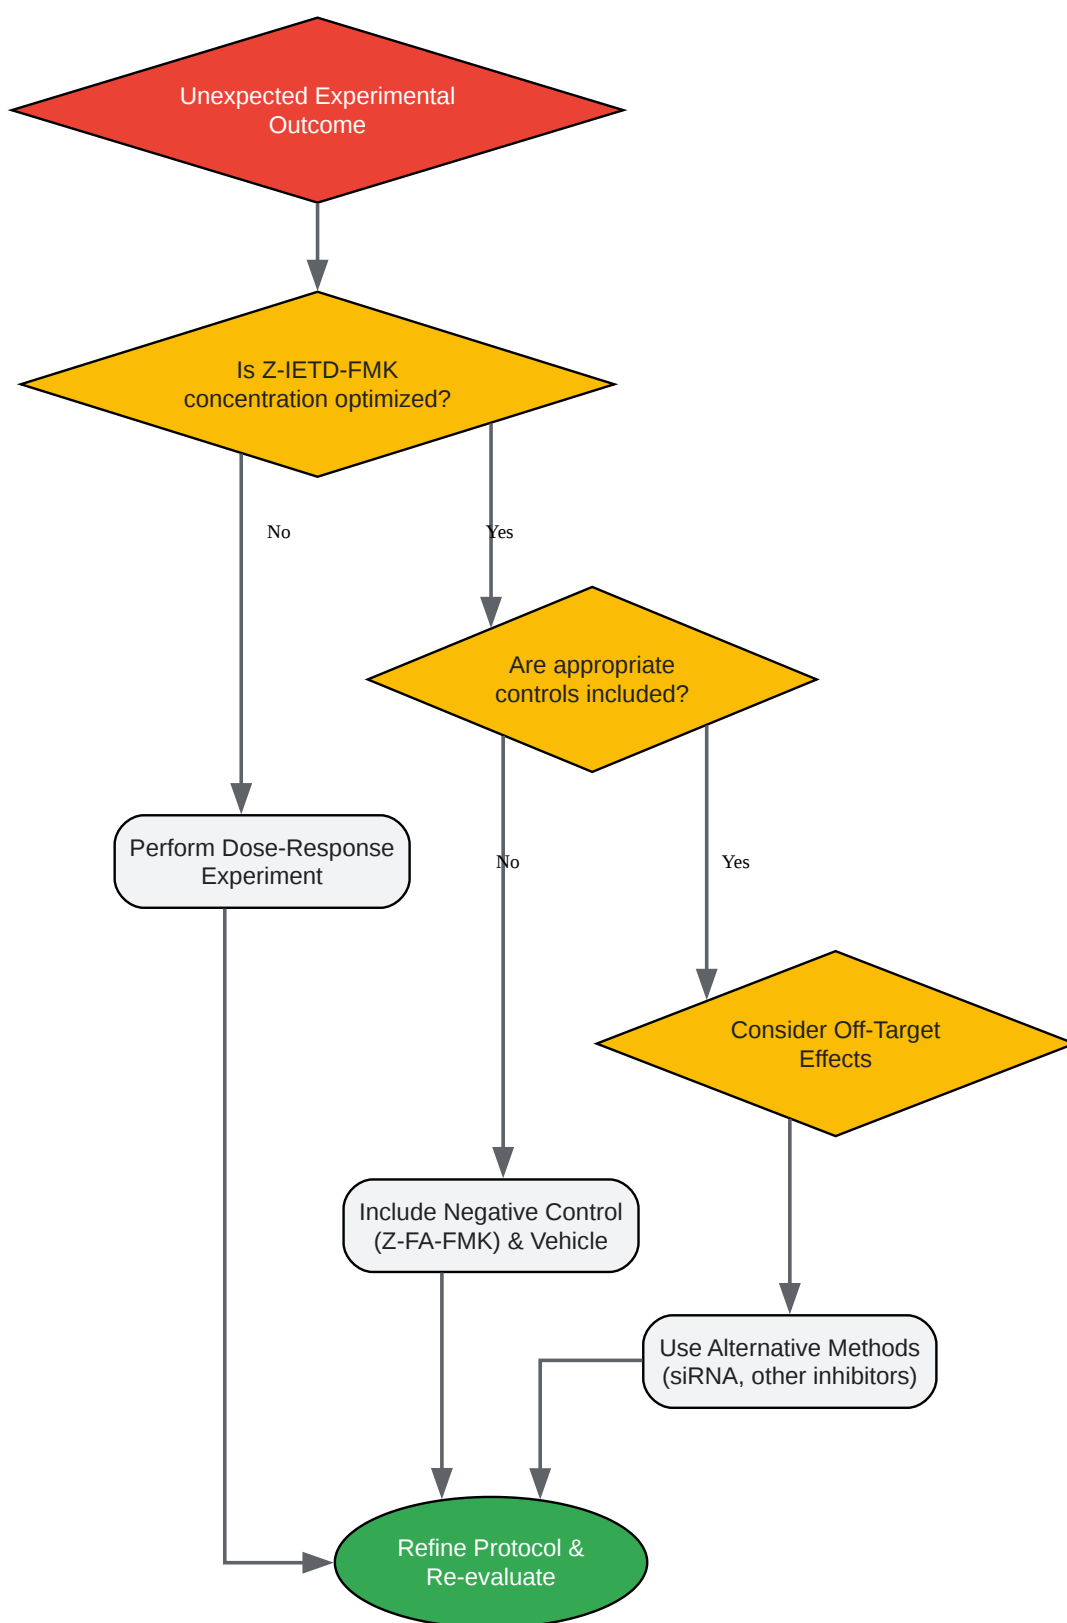 Unexpected Experimental
Outcome
Is Z-IETD-FMK
concentration optimized?
No
Yes
Are appropriate
controls included?
Perform Dose-Response
Experiment
No
Yes
Consider Off-Target
Effects
Include Negative Control
(Z-FA-FMK) & Vehicle
Use Alternative Methods
(siRNA, other inhibitors)
Refine Protocol &
Re-evaluate